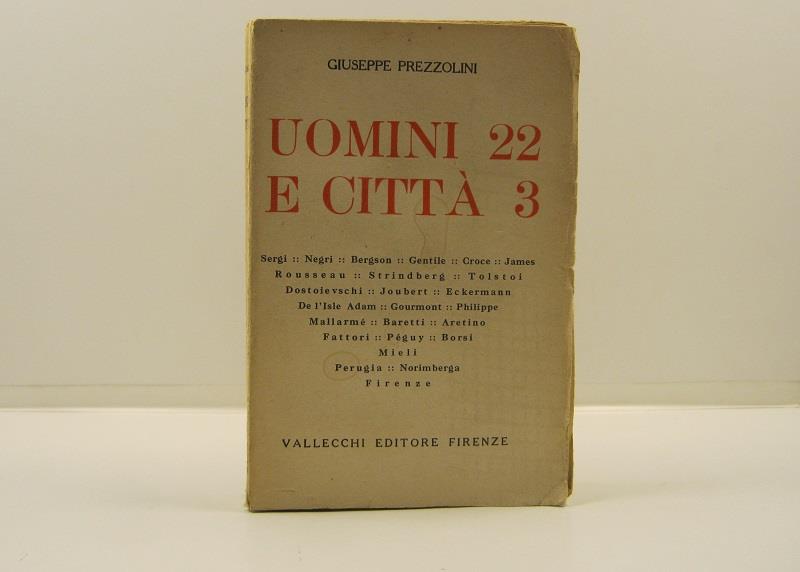 GIUSEPPE PREZZOLINI
UOMINI 22
E CITTÀ 3
Sergi :: Negri :: Bergson :: Gentile :: Croce :: James
Rousseau :: Strindberg :: Tolstoi
Dostoievschi :: Joubert :: Eckermann
De l'Isle Adam :: Gourmont :: Philippe
Mallarmé :: Baretti :: Aretino
Fattori :: Péguy :: Borsi
Mieli
Perugia :: Norimberga
Firenze
VALLECCHI EDITORE FIRENZE